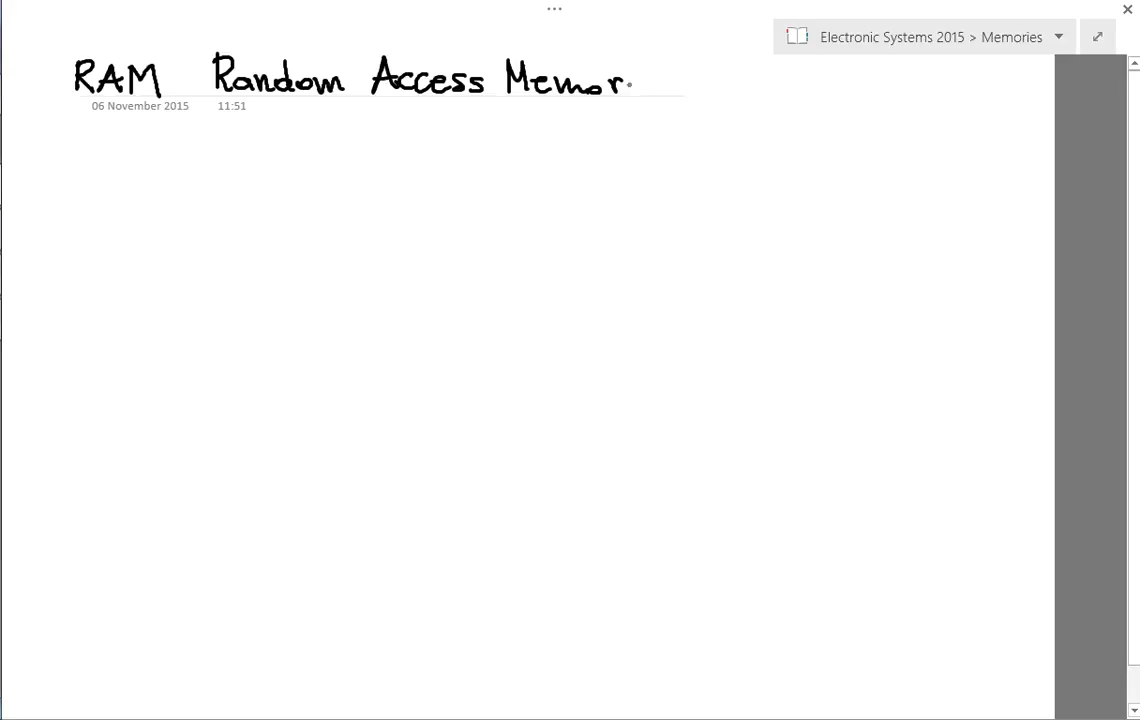 Electronic Systems 2015 > Memories
RAM Random Access Memor
06 November 2015 11:51